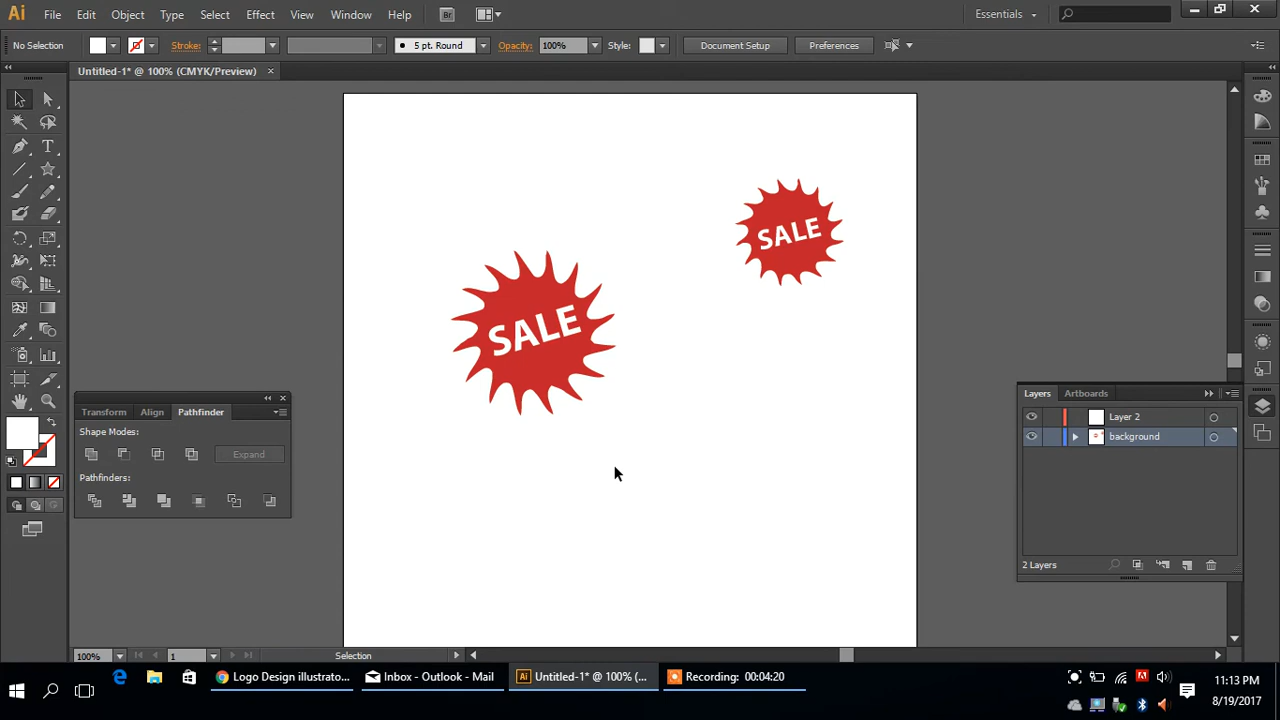 Ai File Edit Object Type Select Effect View Window Help Br Essentials
No Selection Stroke: 5 pt. Round Opacity: 100% Style: Document Setup Preferences
Untitled-1* @ 100% (CMYK/Preview)
SALE
SALE
Transform Align Pathfinder
Shape Modes:
Expand
Pathfinders:
Layers Artboards
Layer 2
background
2 Layers
100% 1 Selection
Logo Design illustrato... Inbox - Outlook - Mail Ai Untitled-1* @ 100% (... Recording: 00:04:20
11:13 PM
8/19/2017